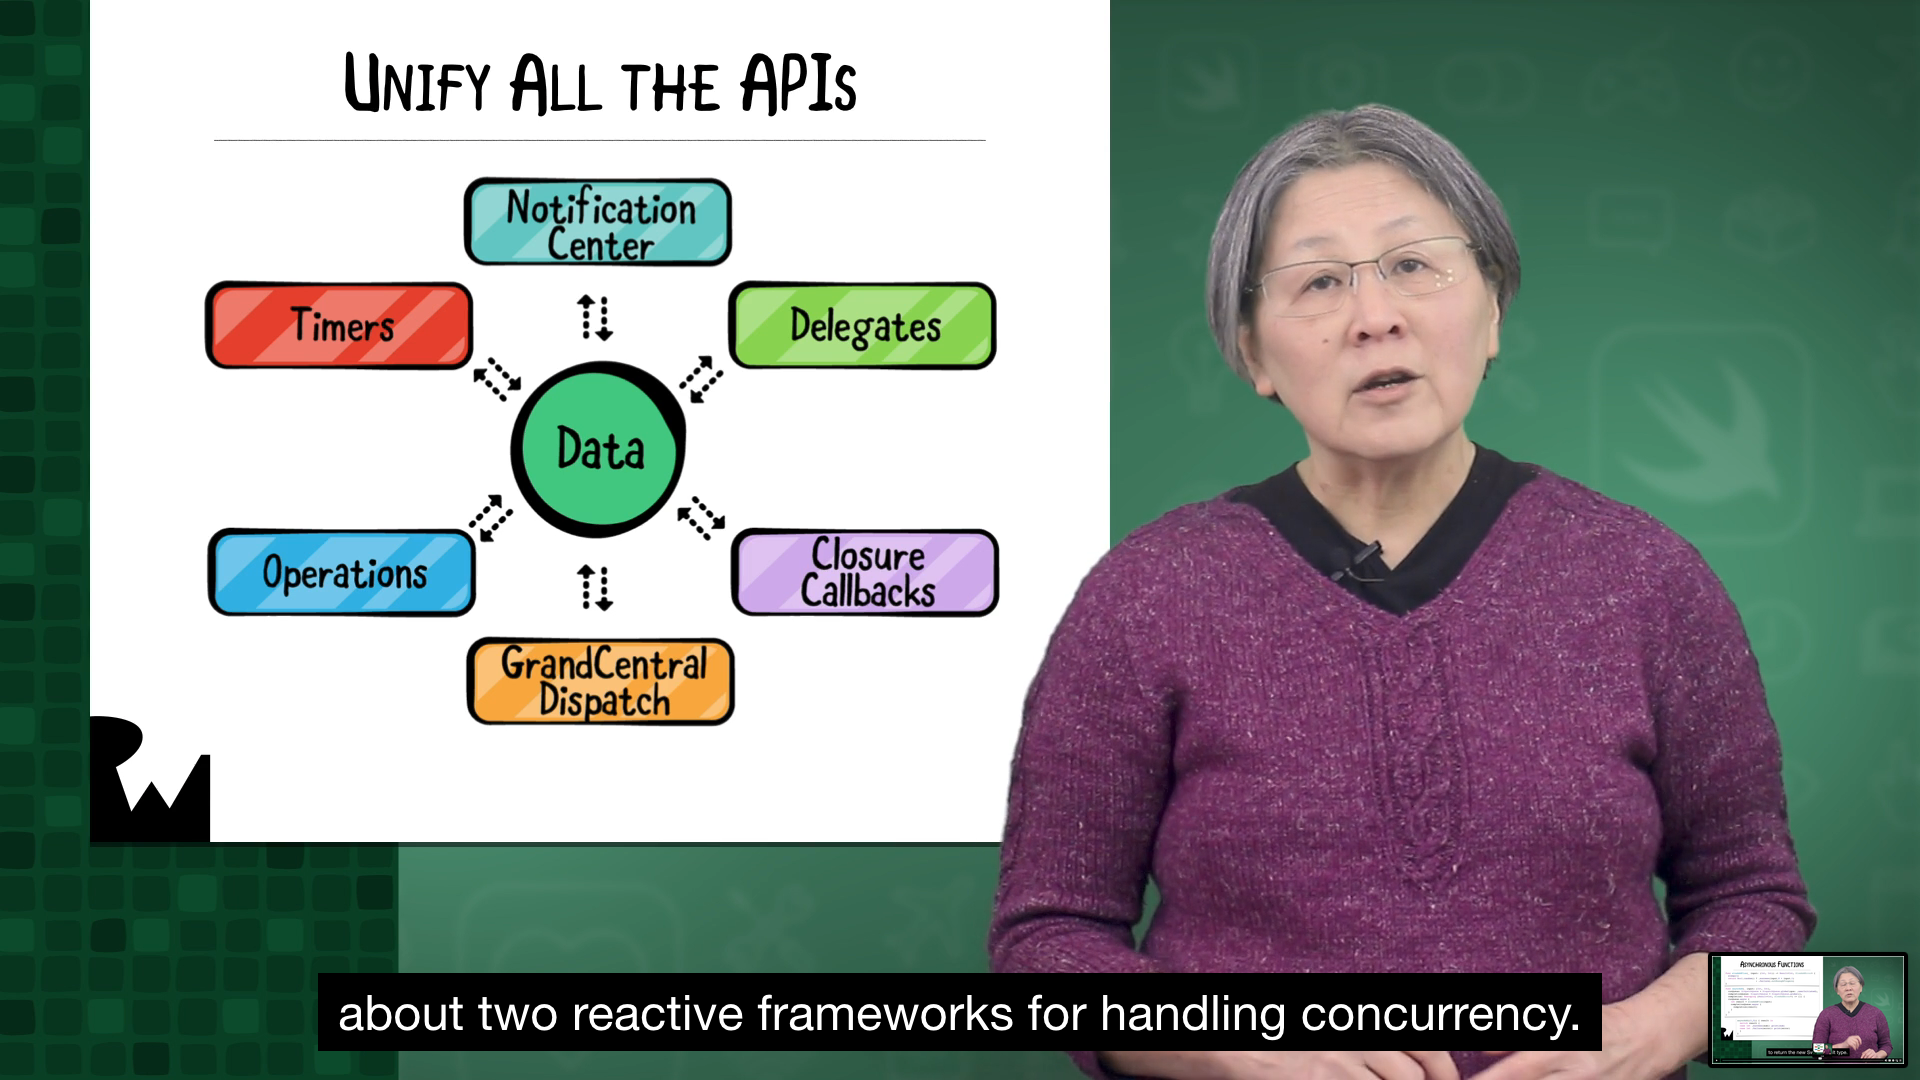 UNIFY ALL THE APIS
Notification
Center
Timers
Delegates
Data
Operations
Closure
Callbacks
GrandCentral
Dispatch
about two reactive frameworks for handling concurrency.
ASYNCHRONOUS FUNCTIONS